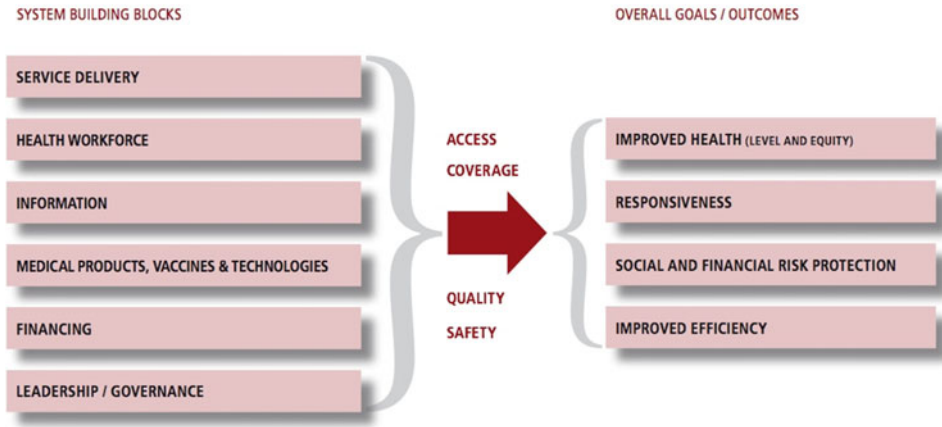 SYSTEM BUILDING BLOCKS
SERVICE DELIVERY
HEALTH WORKFORCE
INFORMATION
MEDICAL PRODUCTS, VACCINES & TECHNOLOGIES
FINANCING
LEADERSHIP / GOVERNANCE
ACCESS
COVERAGE
QUALITY
SAFETY
OVERALL GOALS / OUTCOMES
IMPROVED HEALTH (LEVEL AND EQUITY)
RESPONSIVENESS
SOCIAL AND FINANCIAL RISK PROTECTION
IMPROVED EFFICIENCY